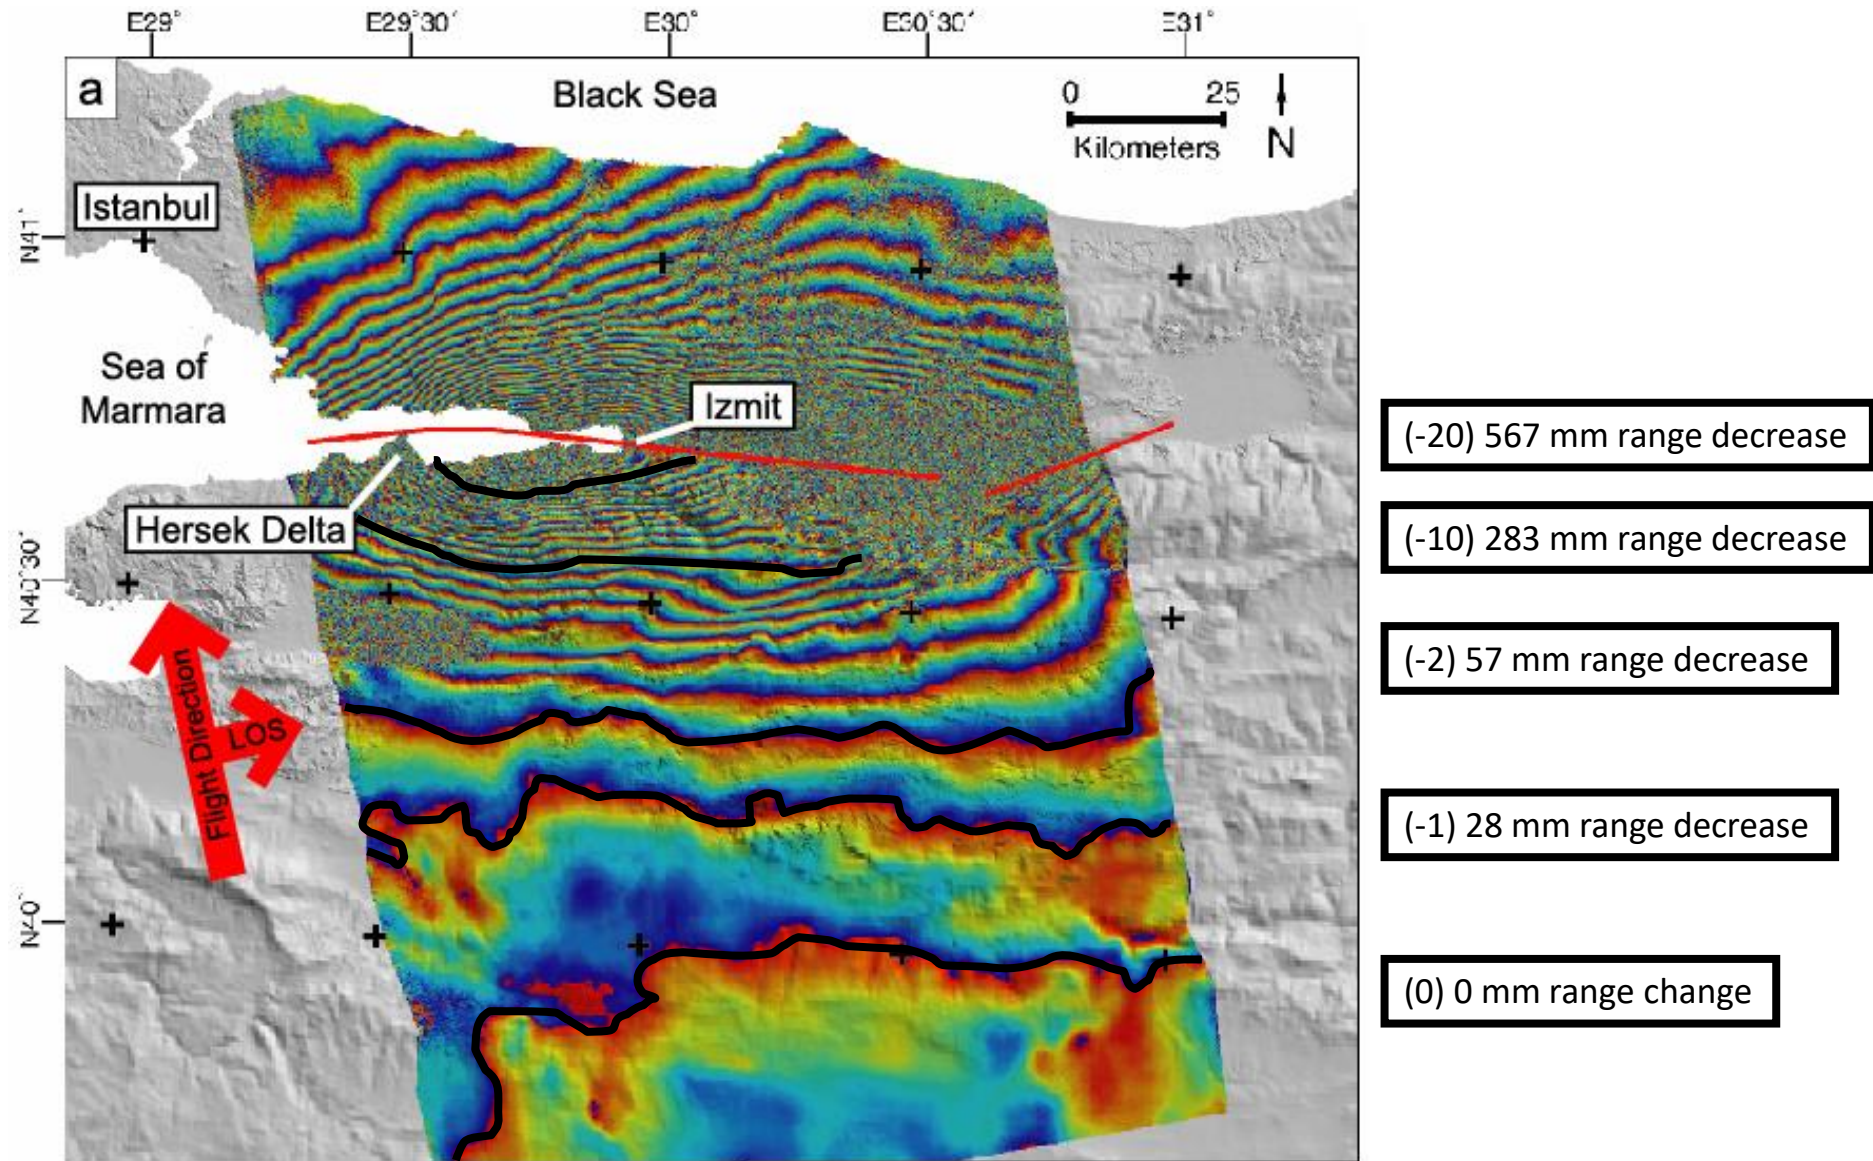 E29°
E29°30´
E30°
E30°30´
E31°
a
Black Sea
0
25
Kilometers
N
N41°
Istanbul
Sea of
Marmara
Izmit
Hersek Delta
N40°30´
Flight Direction
LOS
N40°
(-20) 567 mm range decrease
(-10) 283 mm range decrease
(-2) 57 mm range decrease
(-1) 28 mm range decrease
(0) 0 mm range change